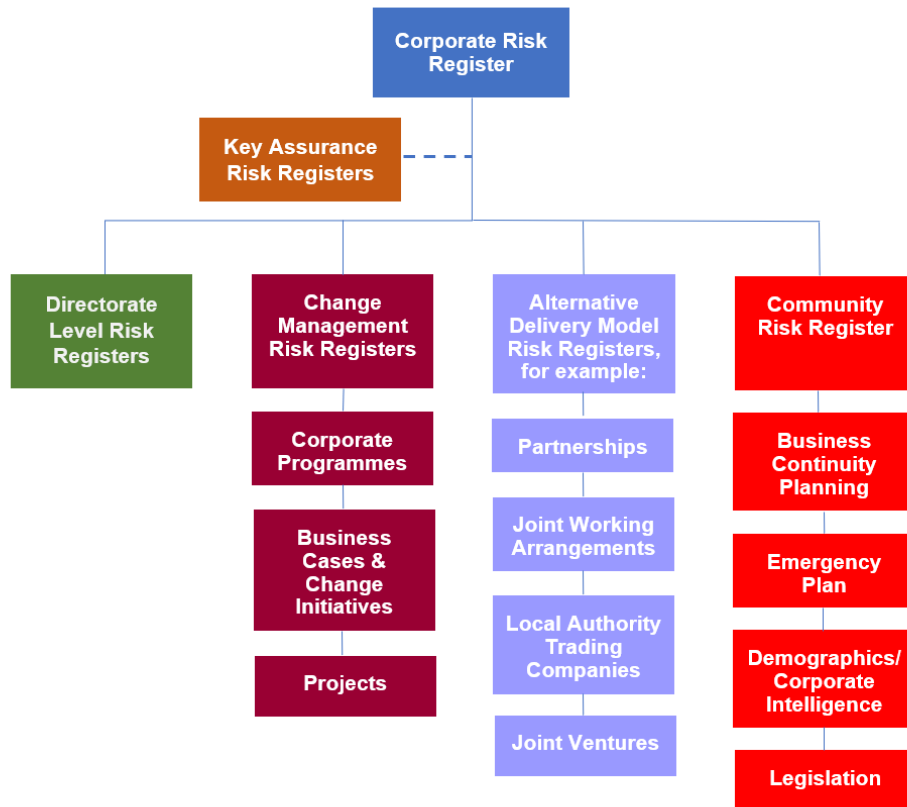 Corporate Risk
Register
Key Assurance
Risk Registers
Directorate
Level Risk
Registers
Change
Management
Risk Registers
Corporate
Programmes
Business
Cases &
Change
Initiatives
Projects
Alternative
Delivery Model
Risk Registers,
for example:
Partnerships
Joint Working
Arrangements
Local Authority
Trading
Companies
Joint Ventures
Community
Risk Register
Business
Continuity
Planning
Emergency
Plan
Demographics/
Corporate
Intelligence
Legislation